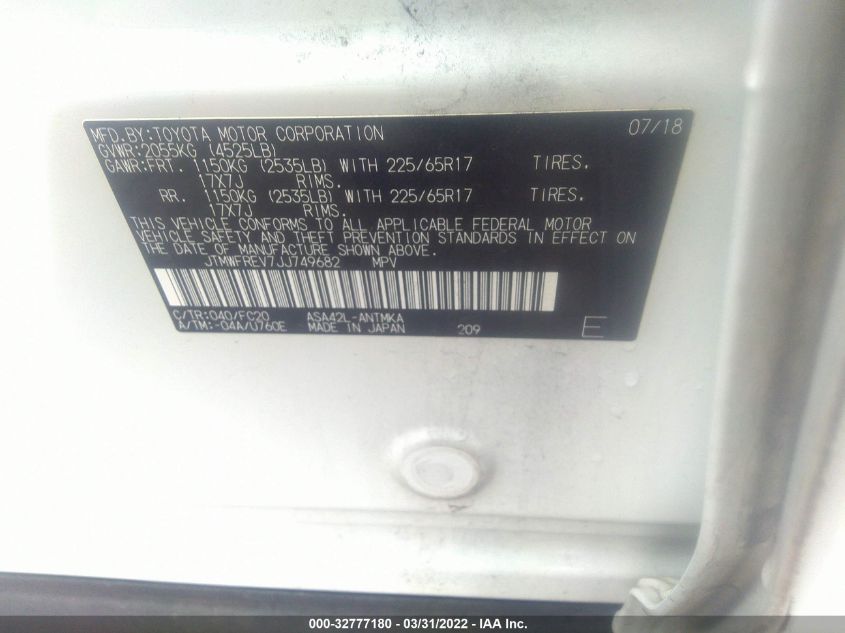 MFD.BY:TOYOTA MOTOR CORPORATION 07/18
GVWR:2055KG (4525LB)
GAWR:FRT. 1150KG (2535LB) WITH 225/65R17 TIRES.
17X7J RIMS.
RR. 1150KG (2535LB) WITH 225/65R17 TIRES.
17X7J RIMS.
THIS VEHICLE CONFORMS TO ALL APPLICABLE FEDERAL MOTOR
VEHICLE SAFETY AND THEFT PREVENTION STANDARDS IN EFFECT ON
THE DATE OF MANUFACTURE SHOWN ABOVE.
JTMWFREV7JJ749682 MPV
C/TR:040/FC20 ASA42L-ANTMKA
A/TM:-04A/U760E MADE IN JAPAN 209 E
000-32777180 - 03/31/2022 - IAA Inc.